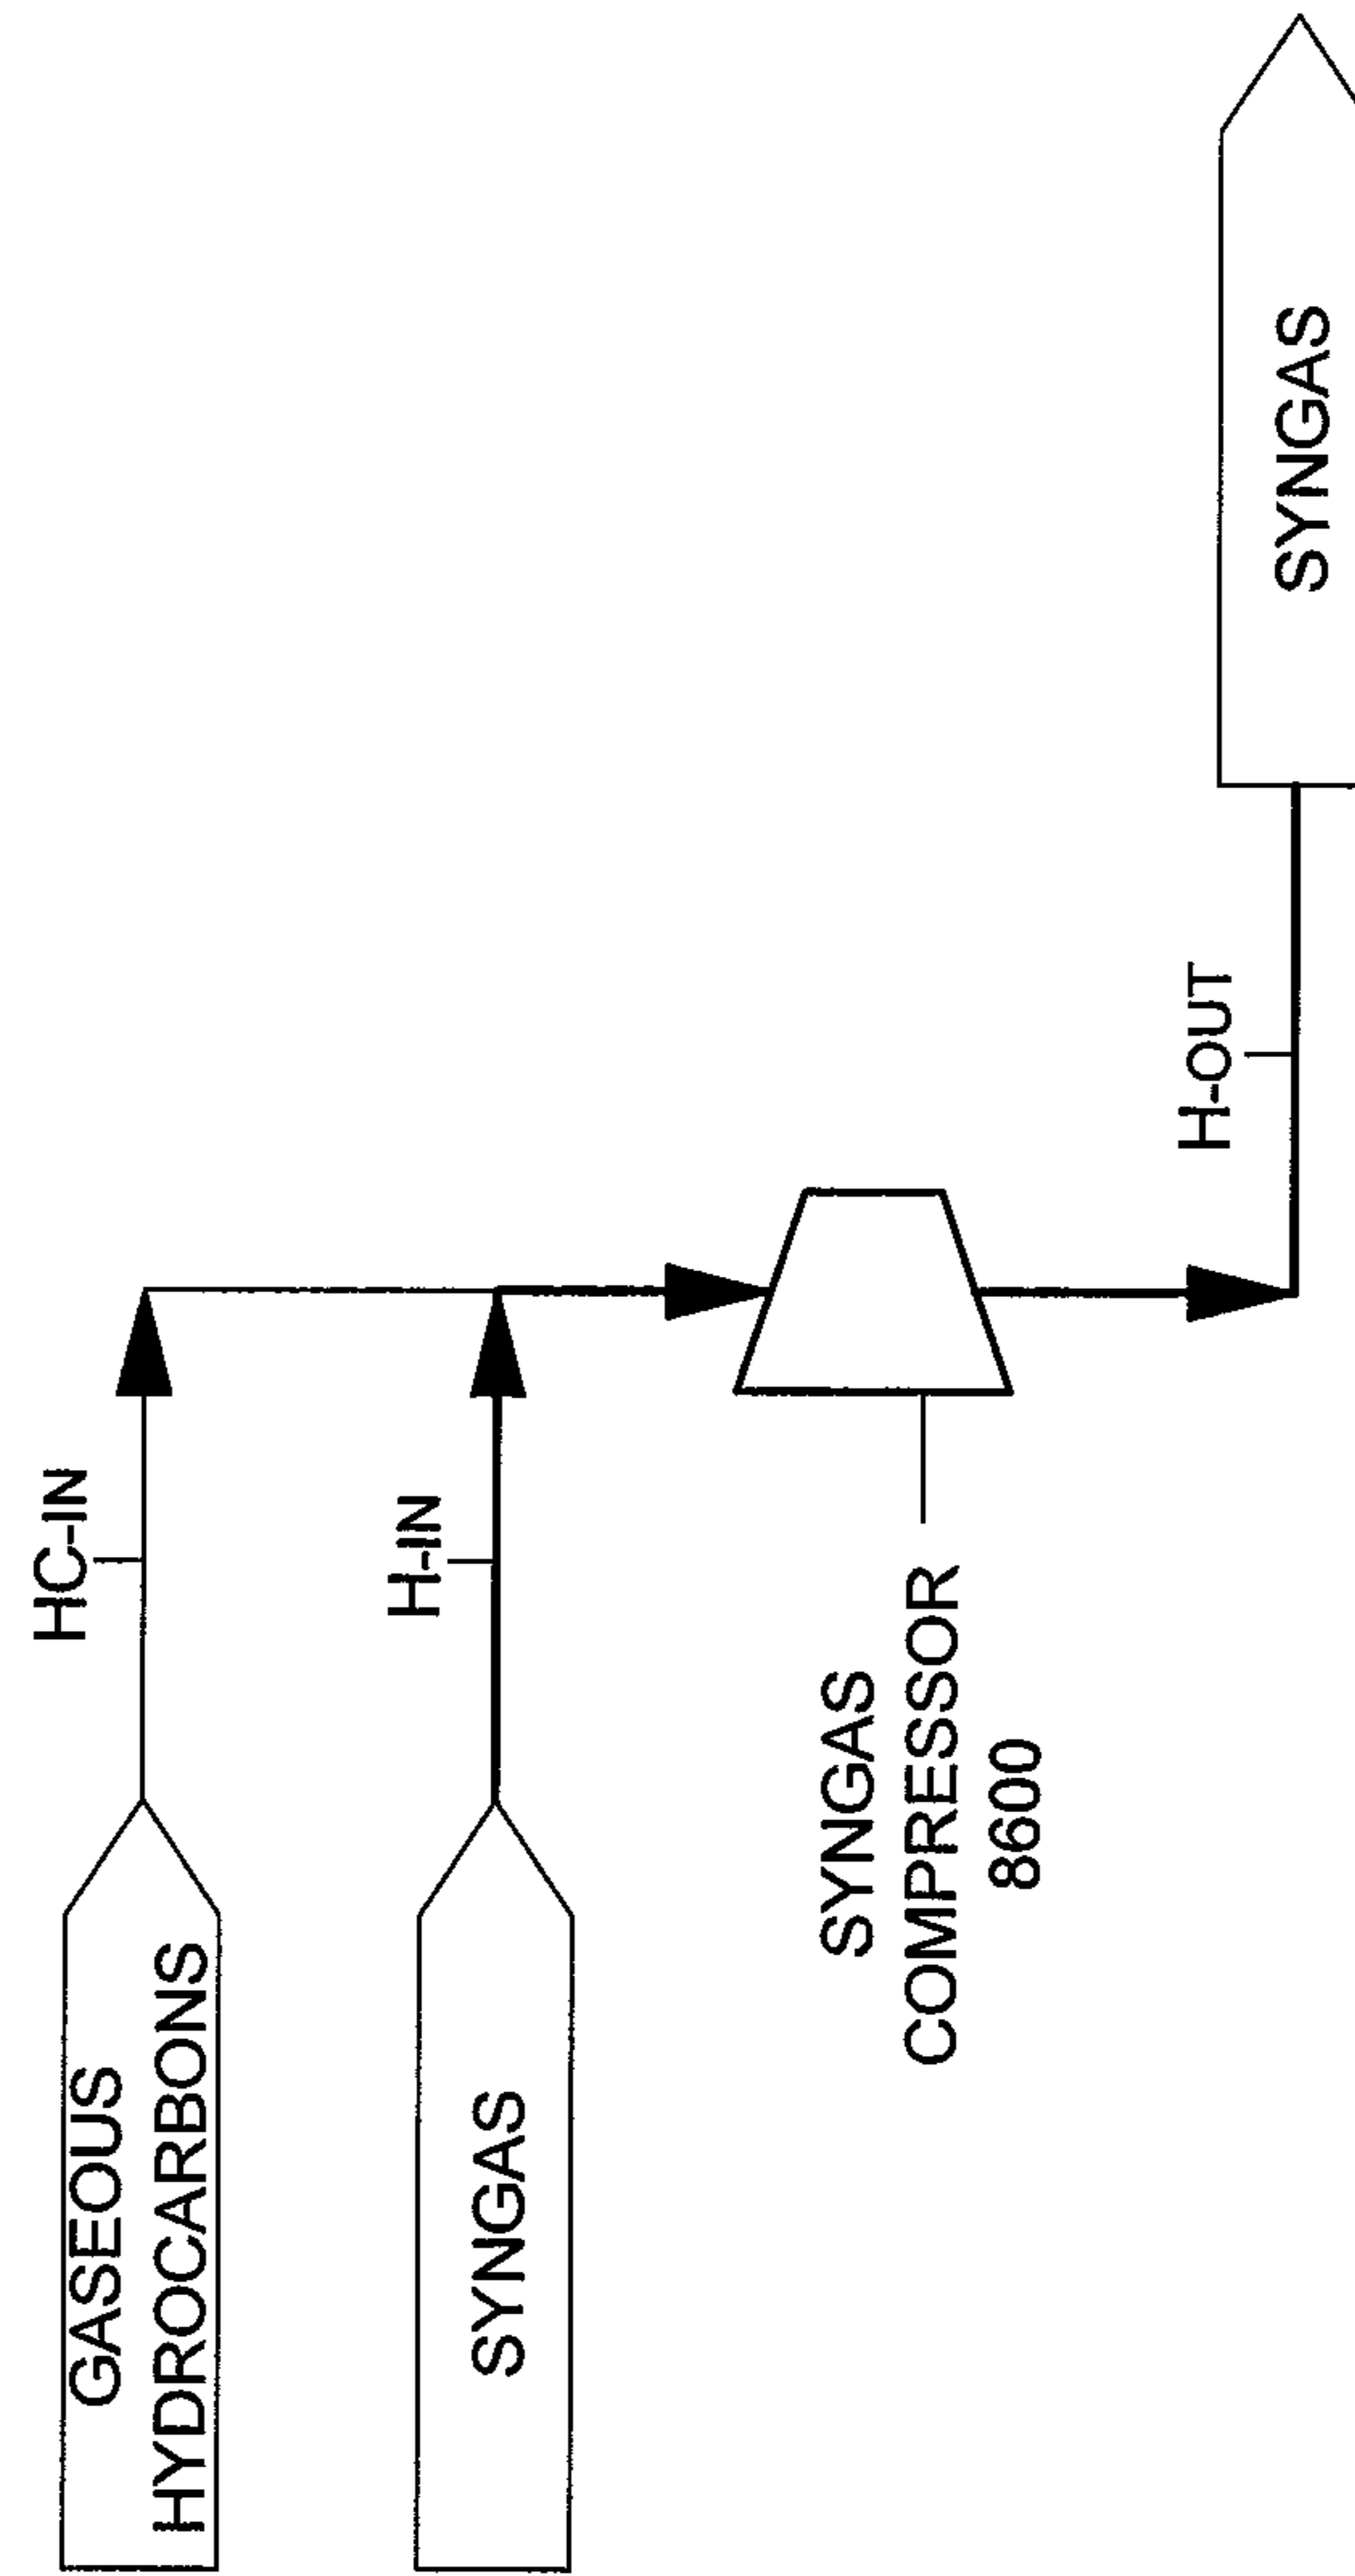 GASEOUS
HYDROCARBONS
HC-IN
SYNGAS
H-IN
SYNGAS
COMPRESSOR
8600
H-OUT
SYNGAS